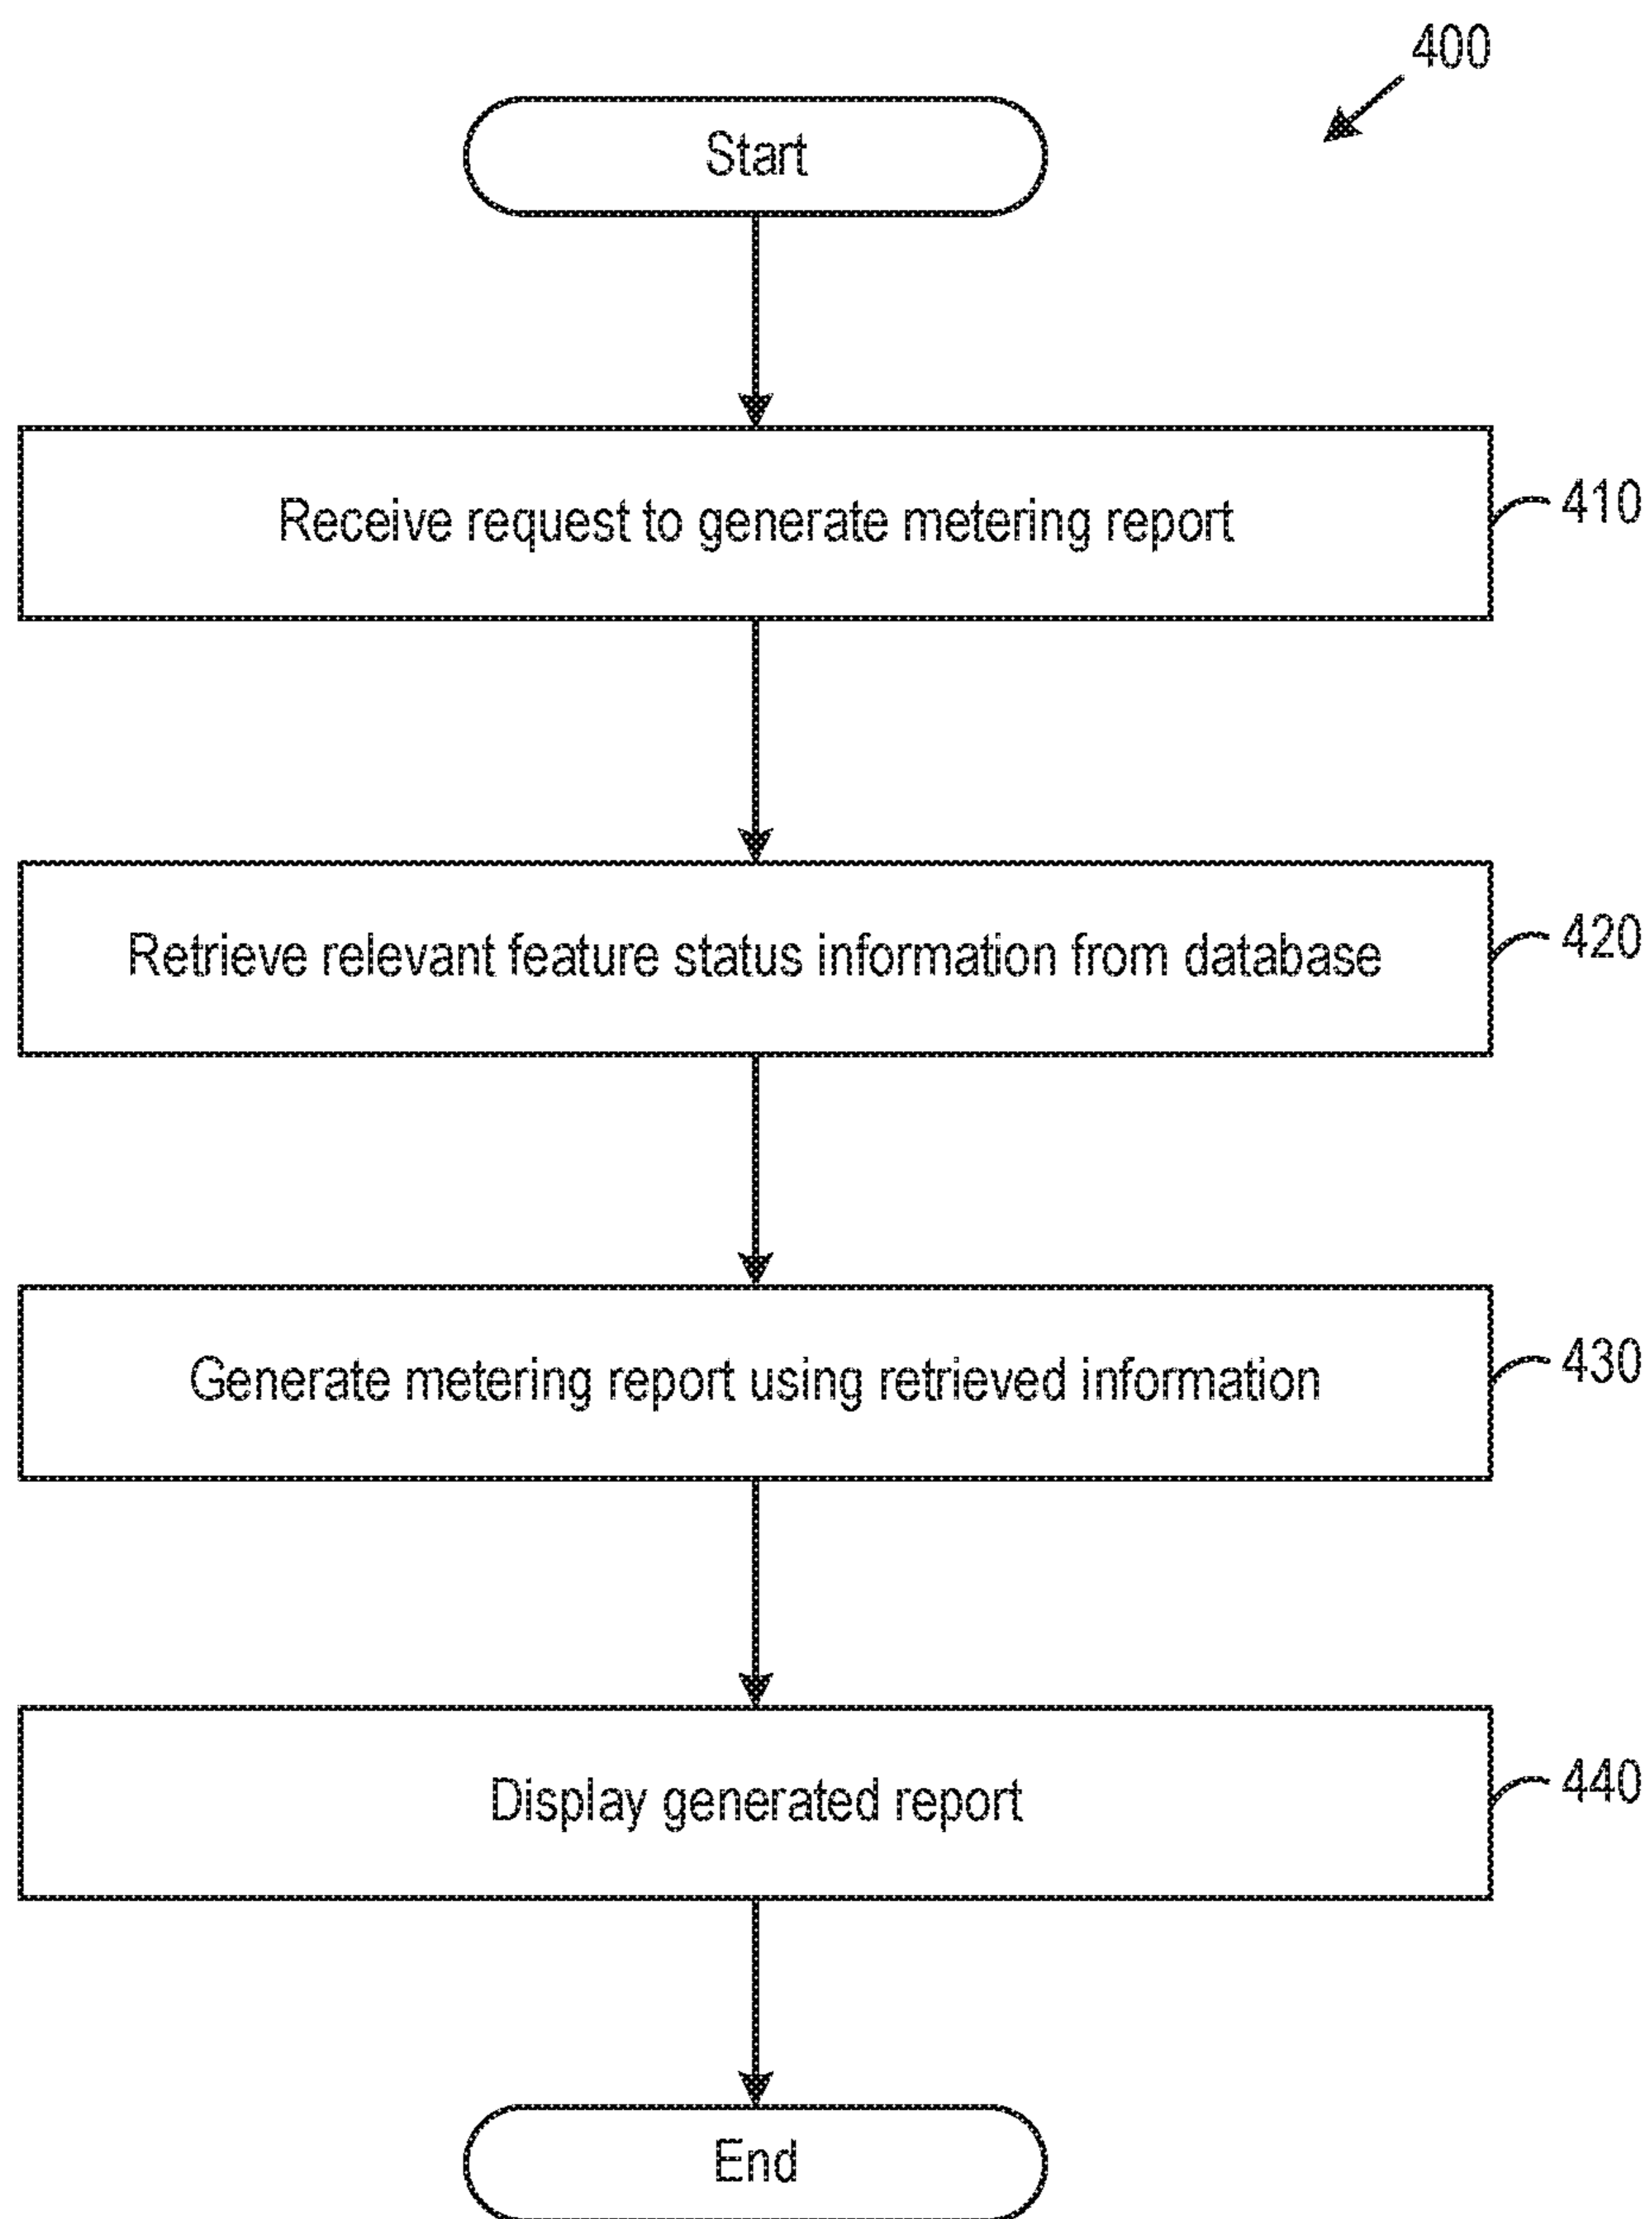 400
Start
Receive request to generate metering report
410
Retrieve relevant feature status information from database
420
Generate metering report using retrieved information
430
Display generated report
440
End